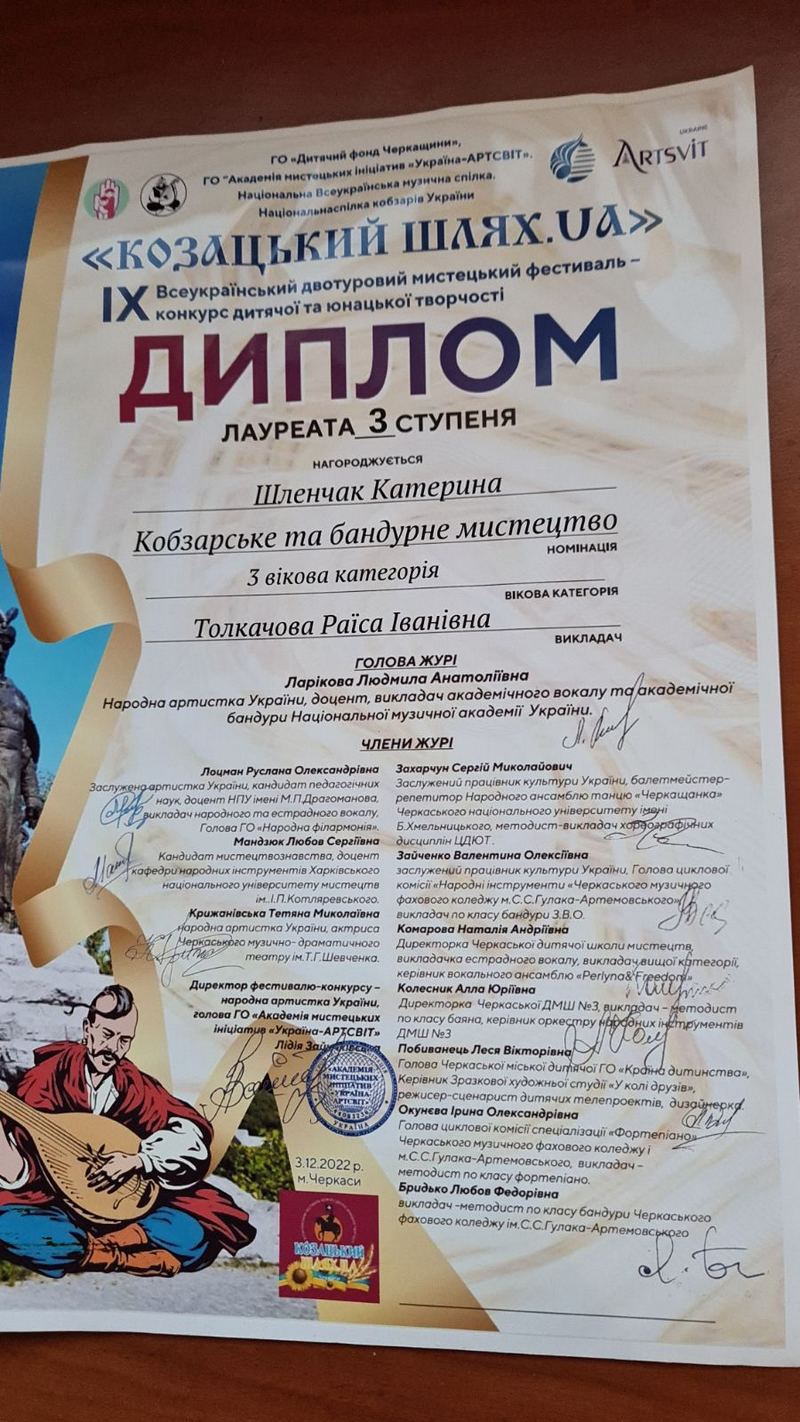 ГО «Дитячий фонд Черкащини»,
ГО "Академія мистецьких ініціатив «Україна-АРТСВІТ».
Національна Всеукраїнська музична спілка.
Національнаспілка кобзарів України
UKRAINE
ARTSVIT
«КОЗАЦЬКИЙ ШЛЯХ.UA»
IX Всеукраїнський двотуровий мистецький фестиваль –
конкурс дитячої та юнацької творчості
ДИПЛОМ
ЛАУРЕАТА 3 СТУПЕНЯ
НАГОРОДЖУЄТЬСЯ
Шленчак Катерина
Кобзарське та бандурне мистецтво
НОМІНАЦІЯ
3 вікова категорія
ВІКОВА КАТЕГОРІЯ
Толкачова Раїса Іванівна
ВИКЛАДАЧ
ГОЛОВА ЖУРІ
Ларікова Людмила Анатоліївна
Народна артистка України, доцент, викладач академічного вокалу та академічної
бандури Національної музичної академії України.
ЧЛЕНИ ЖУРІ
Лоцман Руслана Олександрівна
Заслужена артистка України, кандидат педагогічних
наук, доцент НПУ імені М.П.Драгоманова,
викладач народного та естрадного вокалу,
Голова ГО «Народна філармонія».
Мандзюк Любов Сергіївна
Кандидат мистецтвознавства, доцент
кафедри народних інструментів Харківського
національного університету мистецтв
ім..І.П.Котляревського.
Крижанівська Тетяна Миколаївна
народна артистка України, актриса
Черкаського музично-драматичного
театру ім.Т.Г.Шевченка.
Директор фестивалю-конкурсу –
народна артистка України,
голова ГО «Академія мистецьких
ініціатив «Україна-АРТСВІТ»
Лідія
«АКАДЕМІЯ
МИСТЕЦЬКИХ
ІНІЦІАТИВ
УКРАЇНА
АРТСВІТ»
УКРАЇНА
3.12.2022 р.
м.Черкаси
КОЗАЦЬКИЙ
ШЛЯХ.UA
Захарчун Сергій Миколайович
Заслужений працівник культури України, балетмейстер-
репетитор Народного ансамблю танцю «Черкащанка»
Черкаського національного університету імені
Б.Хмельницького, методист-викладач хореографічних
дисциплін ЦДЮТ.
Зайченко Валентина Олексіївна
заслужений працівник культури України, Голова циклової
комісії «Народні інструменти «Черкаського музичного
фахового коледжу м.С.С.Гулака-Артемовського»
викладач по класу бандури З.В.О.
Комарова Наталія Андріївна
Директорка Черкаської дитячої школи мистецтв,
викладачка естрадного вокалу, викладач вищої категорії,
керівник вокального ансамблю «Perlyna&Freedom»
Колесник Алла Юріївна
Директорка Черкаської ДМШ №3, викладач – методист
по класу баяна, керівник оркестру народних інструментів
ДМШ №3
Побиванець Леся Вікторівна
Голова Черкаської міської дитячої ГО «Країна дитинства»,
Керівник Зразкової художньої студії «У колі друзів»,
режисер-сценарист дитячих телепроектів, дизайнерка.
Окунєва Ірина Олександрівна
Голова циклової комісії спеціалізації «Фортепіано»
Черкаського музичного фахового коледжу і
м.С.С.Гулака-Артемовського, викладач –
методист по класу фортепіано.
Бридько Любов Федорівна
викладач -методист по класу бандури Черкаського
фахового коледжу ім.С.С.Гулака-Артемовського